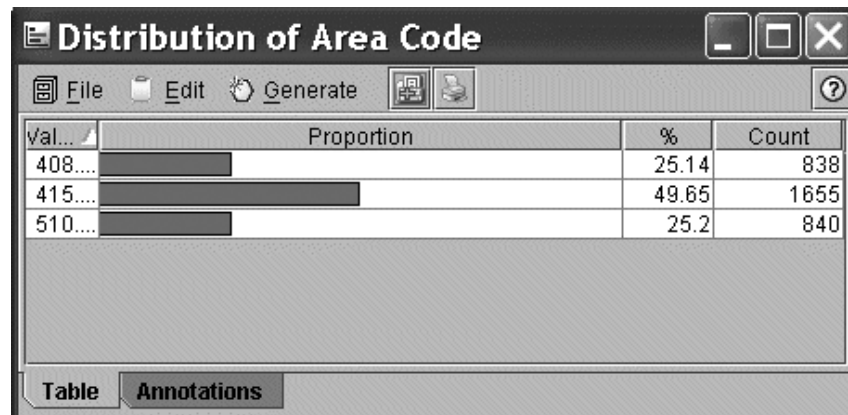 Distribution of Area Code
File Edit Generate
Val... Proportion % Count
408.... 25.14 838
415.... 49.65 1655
510.... 25.2 840
Table Annotations